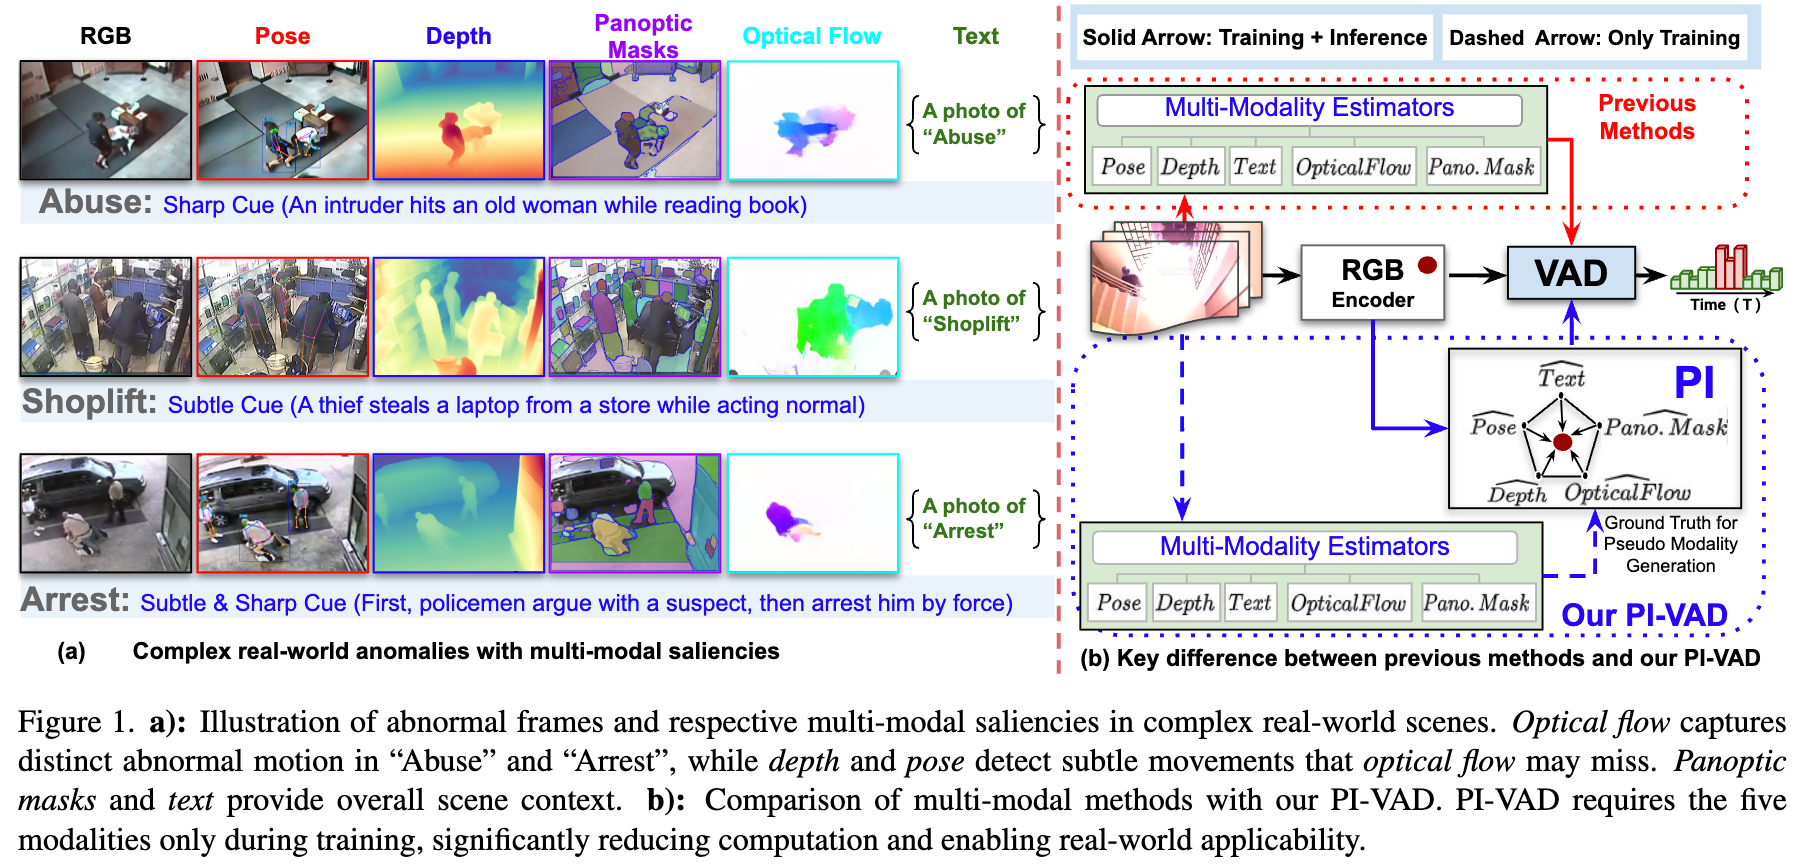 RGB
Pose
Depth
Panoptic
Masks
Optical Flow
Text
A photo of
“Abuse”
Abuse: Sharp Cue (An intruder hits an old woman while reading book)
A photo of
“Shoplift”
Shoplift: Subtle Cue (A thief steals a laptop from a store while acting normal)
A photo of
“Arrest”
Arrest: Subtle & Sharp Cue (First, policemen argue with a suspect, then arrest him by force)
(a) Complex real-world anomalies with multi-modal saliencies
Solid Arrow: Training + Inference
Dashed Arrow: Only Training
Multi-Modality Estimators
Pose
Depth
Text
OpticalFlow
Pano.Mask
Previous
Methods
RGB
Encoder
VAD
Time ( T )
PI
Text
Pose
Pano.Mask
Depth
OpticalFlow
Ground Truth for
Pseudo Modality
Generation
Multi-Modality Estimators
Pose
Depth
Text
OpticalFlow
Pano.Mask
Our PI-VAD
(b) Key difference between previous methods and our PI-VAD
Figure 1. a): Illustration of abnormal frames and respective multi-modal saliencies in complex real-world scenes. Optical flow captures
distinct abnormal motion in “Abuse” and “Arrest”, while depth and pose detect subtle movements that optical flow may miss. Panoptic
masks and text provide overall scene context. b): Comparison of multi-modal methods with our PI-VAD. PI-VAD requires the five
modalities only during training, significantly reducing computation and enabling real-world applicability.